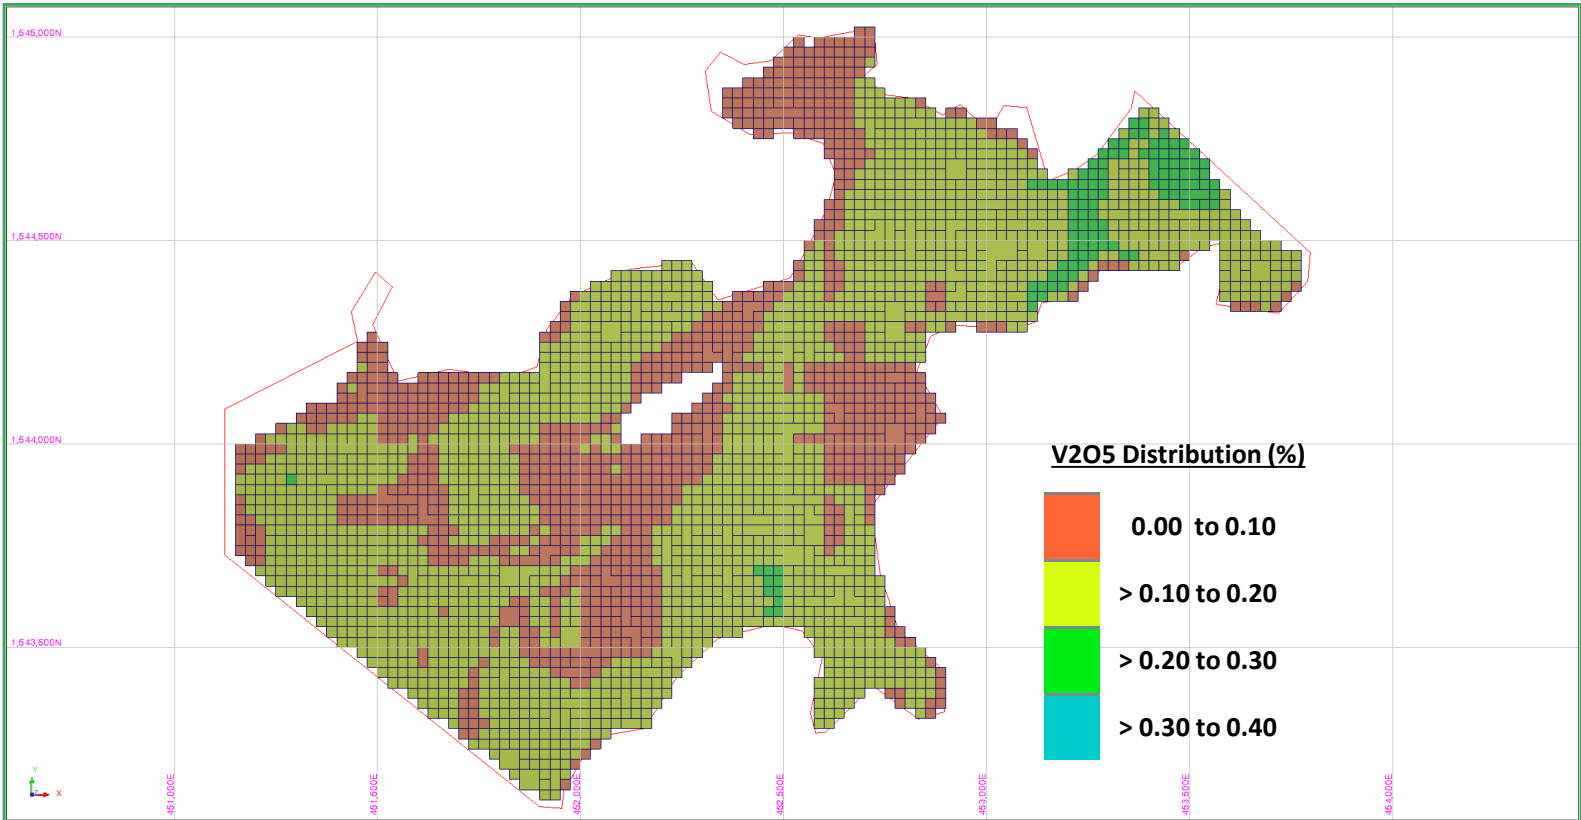 1,545,000N
1,544,500N
1,544,000N
1,543,500N
V2O5 Distribution (%)
0.00 to 0.10
> 0.10 to 0.20
> 0.20 to 0.30
> 0.30 to 0.40
451,000E
451,500E
452,000E
452,500E
453,000E
453,500E
454,000E
Y
Z
X